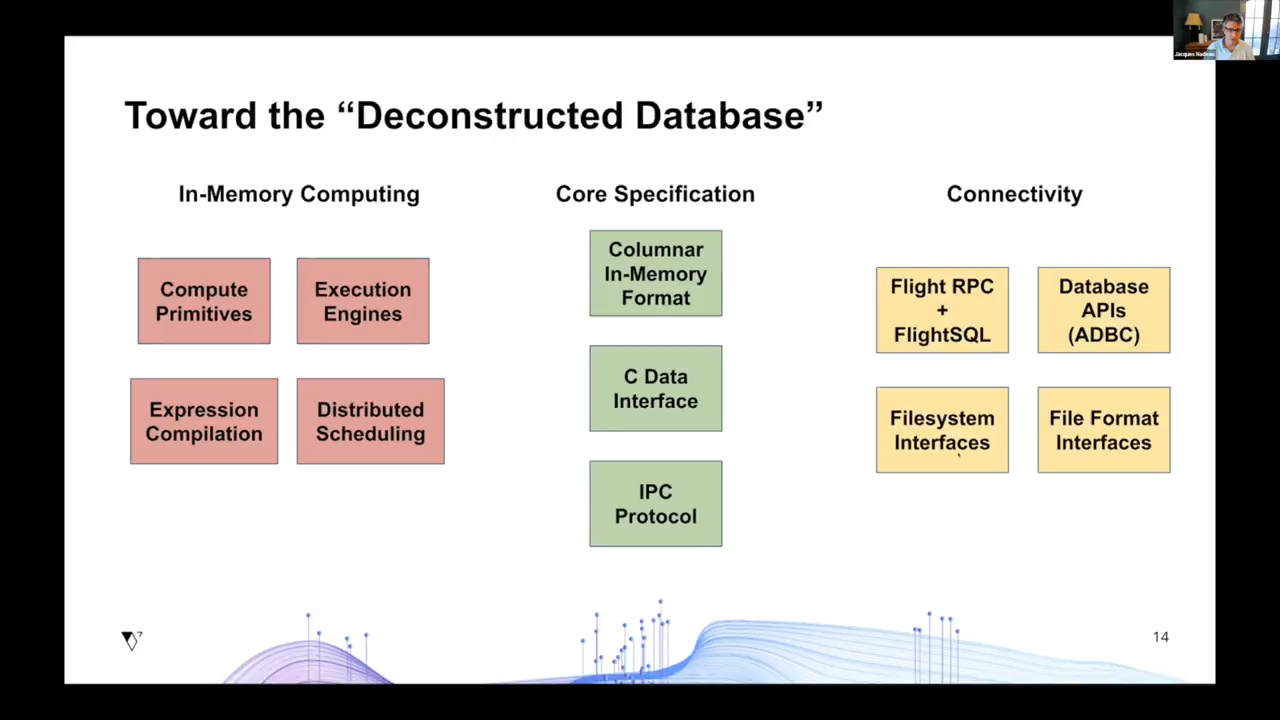 Jacques Nadeau
Toward the “Deconstructed Database”
In-Memory Computing
Compute
Primitives
Execution
Engines
Expression
Compilation
Distributed
Scheduling
Core Specification
Columnar
In-Memory
Format
C Data
Interface
IPC
Protocol
Connectivity
Flight RPC
+
FlightSQL
Database
APIs
(ADBC)
Filesystem
Interfaces
File Format
Interfaces
14